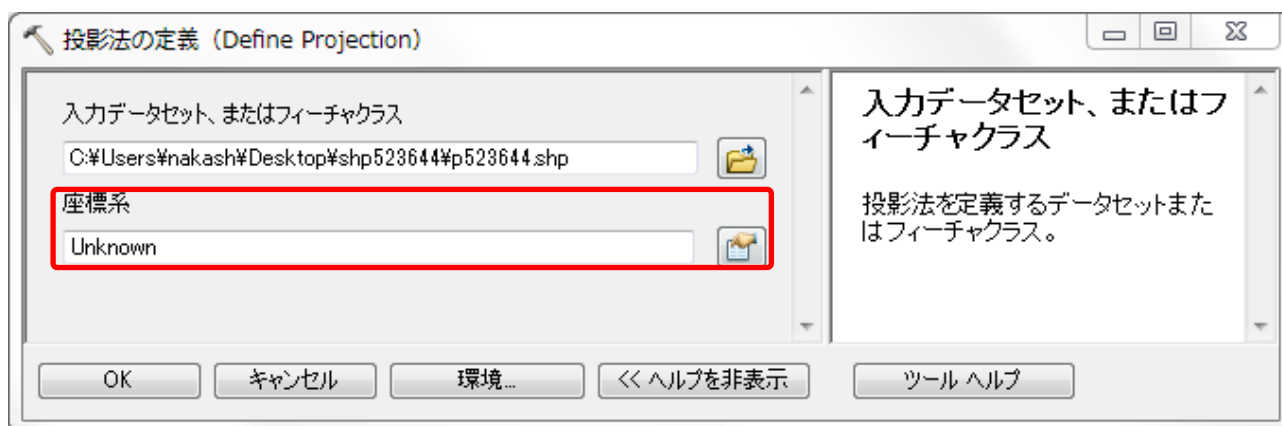 投影法の定義（Define Projection）
入力データセット、またはフィーチャクラス
C:¥Users¥nakash¥Desktop¥shp523644¥p523644.shp
座標系
Unknown
入力データセット、またはフ
ィーチャクラス
投影法を定義するデータセットまた
はフィーチャクラス。
OK
キャンセル
環境...
<< ヘルプを非表示
ツール ヘルプ